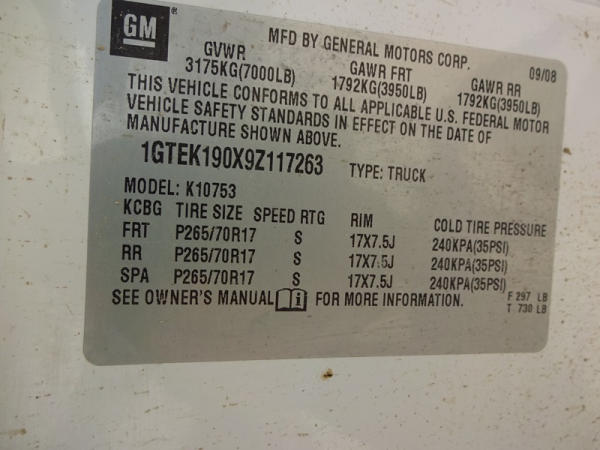 GM
MFD BY GENERAL MOTORS CORP.
GVWR GAWR FRT GAWR RR 09/08
3175KG(7000LB) 1792KG(3950LB) 1792KG(3950LB)
THIS VEHICLE CONFORMS TO ALL APPLICABLE U.S. FEDERAL MOTOR
VEHICLE SAFETY STANDARDS IN EFFECT ON THE DATE OF
MANUFACTURE SHOWN ABOVE.
1GTEK190X9Z117263 TYPE: TRUCK
MODEL: K10753
KCBG TIRE SIZE SPEED RTG RIM COLD TIRE PRESSURE
FRT P265/70R17 S 17X7.5J 240KPA(35PSI)
RR P265/70R17 S 17X7.5J 240KPA(35PSI)
SPA P265/70R17 S 17X7.5J 240KPA(35PSI)
SEE OWNER'S MANUAL i FOR MORE INFORMATION.
F 297 LB
T 730 LB